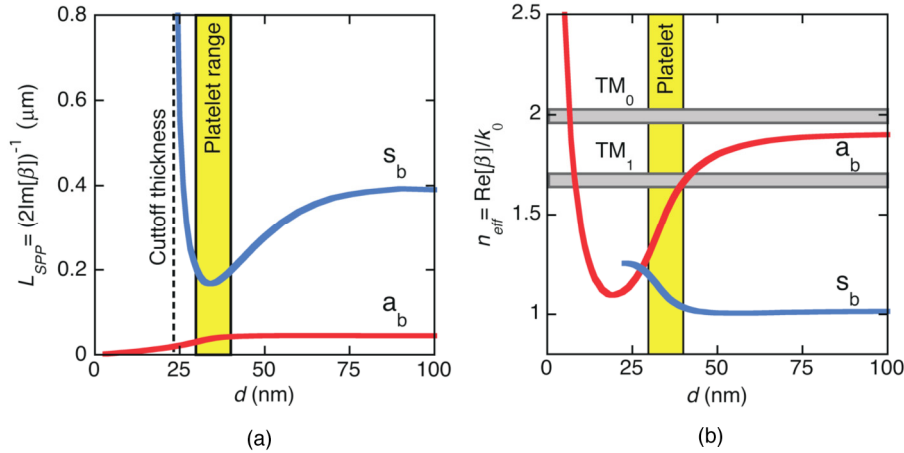 0.8
0.6
0.4
0.2
0
L_SPP = (2Im[β])⁻¹ (μm)
Cuttoff thickness
Platelet range
s_b
a_b
0 25 50 75 100
d (nm)
(a)
2.5
2
1.5
1
n_eif = Re[β]/k_0
TM_0
TM_1
Platelet
a_b
s_b
0 25 50 75 100
d (nm)
(b)